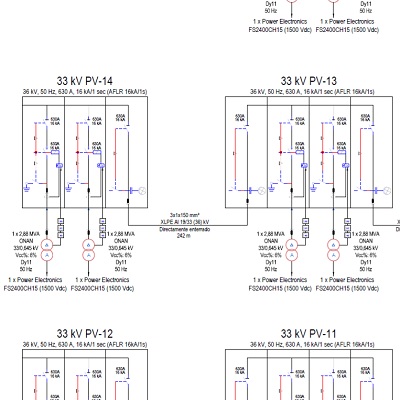 Dy11
50 Hz
Dy11
50 Hz
1 x Power Electronics
FS2400CH15 (1500 Vdc)
1 x Power Electronics
FS2400CH15 (1500 Vdc)
33 kV PV-14
36 kV, 50 Hz, 630 A, 16 kA/1 sec (AFLR 16kA/1s)
630A
16 kA
630A
16 kA
630A
16 kA
33 kV PV-13
36 kV, 50 Hz, 630 A, 16 kA/1 sec (AFLR 16kA/1s)
630A
16 kA
630A
16 kA
630A
16 kA
630A
16 kA
3x1x150 mm²
XLPE Al 19/33 (36) kV
Directamente enterrado
242 m
1 x 2,88 MVA
ONAN
33/0,645 kV
Vcc%: 6%
Dy11
50 Hz
1 x 2,88 MVA
ONAN
33/0,645 kV
Vcc%: 6%
Dy11
50 Hz
1 x 2,88 MVA
ONAN
33/0,645 kV
Vcc%: 6%
Dy11
50 Hz
1 x 2,88 MVA
ONAN
33/0,645 kV
Vcc%: 6%
Dy11
50 Hz
1 x Power Electronics
FS2400CH15 (1500 Vdc)
1 x Power Electronics
FS2400CH15 (1500 Vdc)
1 x Power Electronics
FS2400CH15 (1500 Vdc)
1 x Power Electronics
FS2400CH15 (1500 Vdc)
33 kV PV-12
36 kV, 50 Hz, 630 A, 16 kA/1 sec (AFLR 16kA/1s)
630A
16 kA
630A
16 kA
630A
16 kA
33 kV PV-11
36 kV, 50 Hz, 630 A, 16 kA/1 sec (AFLR 16kA/1s)
630A
16 kA
630A
16 kA
630A
16 kA
630A
16 kA